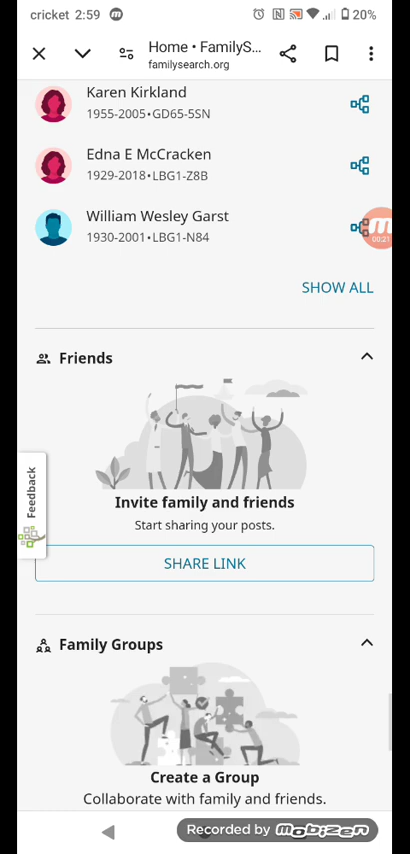 cricket 2:59
20%
Home • FamilyS...
familysearch.org
Karen Kirkland
1955-2005•GD65-5SN
Edna E McCracken
1929-2018•LBG1-Z8B
William Wesley Garst
1930-2001•LBG1-N84
00:21
SHOW ALL
Friends
Feedback
Invite family and friends
Start sharing your posts.
SHARE LINK
Family Groups
Create a Group
Collaborate with family and friends.
Recorded by mobizen